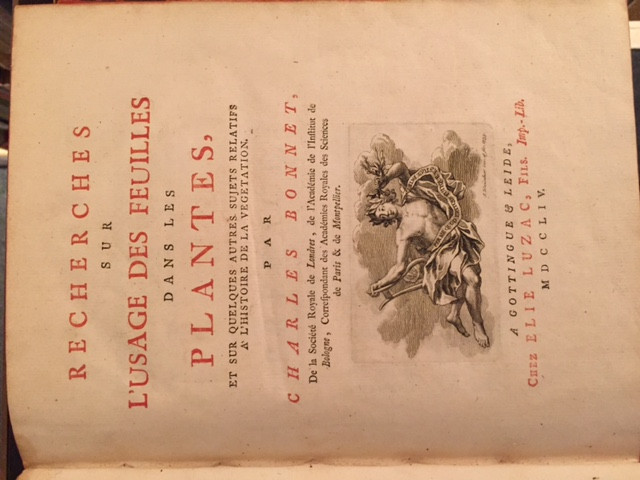 RECHERCHES
SUR
L'USAGE DES FEUILLES
DANS LES
PLANTES,
ET SUR QUELQUES AUTRES SUJETS RELATIFS
A' L'HISTOIRE DE LA VEGETATION.
PAR
CHARLES BONNET,
De la Société Royale de Londres, de l'Académie de l'Institut de
Bologne, Correspondant des Académies Royales des Sciences
de Paris & de Montpellier.
A GOTTINGUE & LEIDE,
CHEZ ELIE LUZAC, FILS. Imp.-Lib.
MDCCLIV.